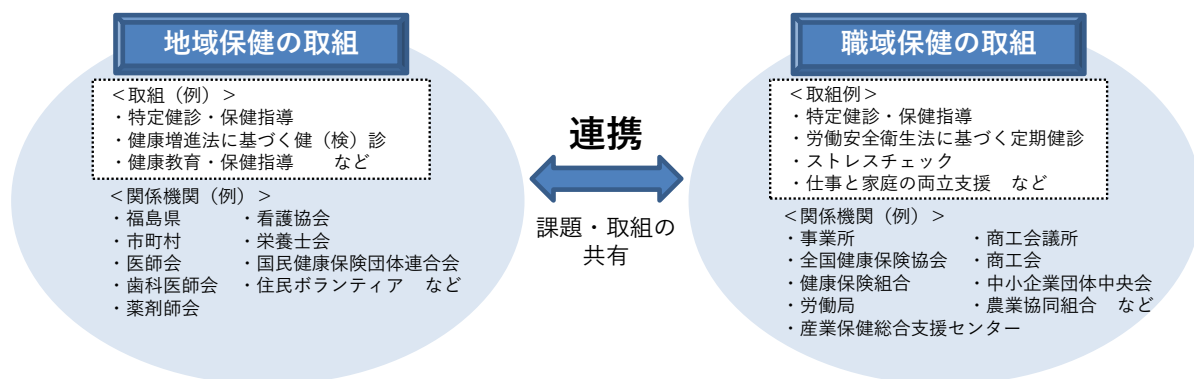 地域保健の取組
＜取組（例）＞
・特定健診・保健指導
・健康増進法に基づく健（検）診
・健康教育・保健指導　など
＜関係機関（例）＞
・福島県　・看護協会
・市町村　・栄養士会
・医師会　・国民健康保険団体連合会
・歯科医師会　・住民ボランティア　など
・薬剤師会
連携
課題・取組の
共有
職域保健の取組
＜取組例＞
・特定健診・保健指導
・労働安全衛生法に基づく定期健診
・ストレスチェック
・仕事と家庭の両立支援　など
＜関係機関（例）＞
・事業所　・商工会議所
・全国健康保険協会　・商工会
・健康保険組合　・中小企業団体中央会
・労働局　・農業協同組合　など
・産業保健総合支援センター